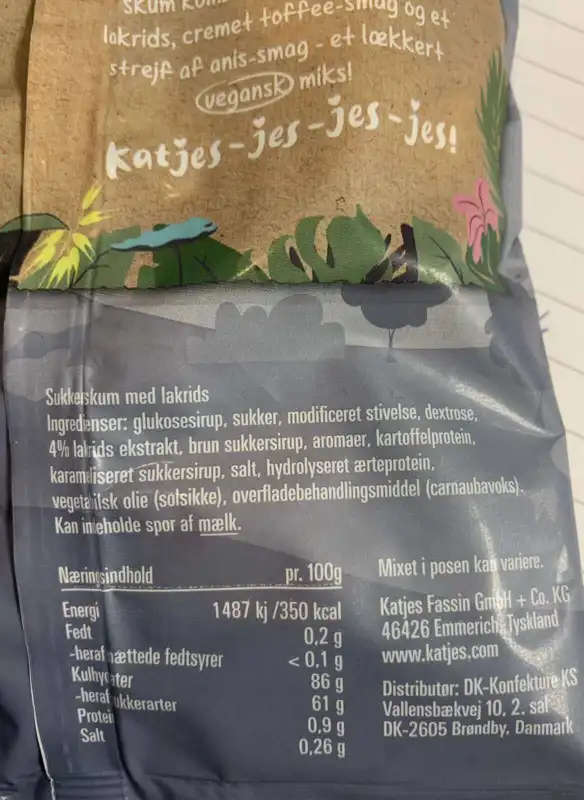 skum
lakrids, cremet toffee-smag og et
strejf af anis-smag - et lækkert
vegansk miks!
Katjes-jes-jes-jes!
Sukkerskum med lakrids
Ingredienser: glukosesirup, sukker, modificeret stivelse, dextrose,
4% lakrids ekstrakt, brun sukkersirup, aromaer, kartoffelprotein,
karamelliseret sukkersirup, salt, hydrolyseret ærteprotein,
vegetabilsk olie (solsikke), overfladebehandlingsmiddel (carnaubavoks).
Kan indeholde spor af mælk.
Næringsindhold pr. 100g
Energi 1487 kj /350 kcal
Fedt 0,2 g
-heraf mættede fedtsyrer < 0,1 g
Kulhydrater 86 g
-heraf sukkerarter 61 g
Protein 0,9 g
Salt 0,26 g
Mixet i posen kan variere.
Katjes Fassin GmbH + Co. KG
46426 Emmerich, Tyskland
www.katjes.com
Distributør: DK-Konfekture KS
Vallensbækvej 10, 2. sal
DK-2605 Brøndby, Danmark